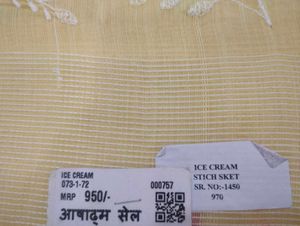 ICE CREAM
073-1-72
000757
MRP 950/-
आषाढ़म सेल
ICE CREAM
STICH SKET
SR. NO:-1450
970